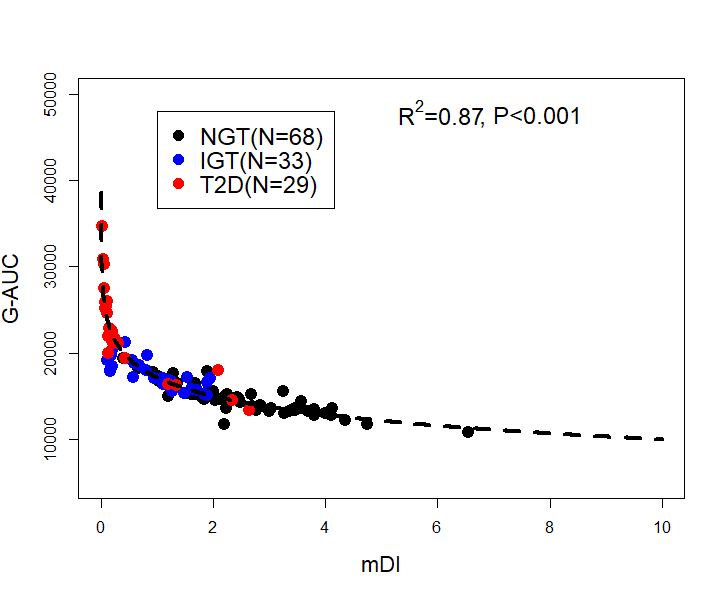 R2=0.87, P<0.001
NGT(N=68)
IGT(N=33)
T2D(N=29)
G-AUC
50000
40000
30000
20000
10000
0
2
4
6
8
10
mDI